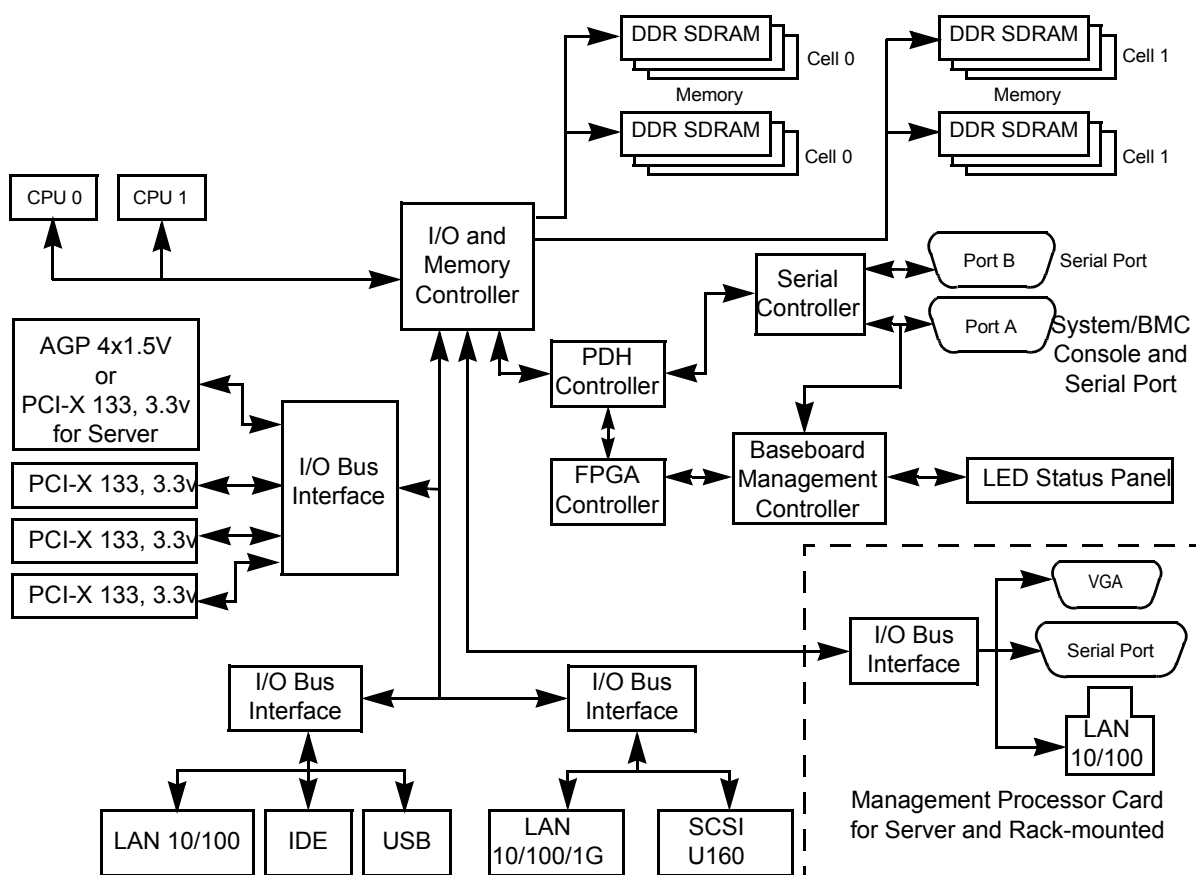 DDR SDRAM
Cell 0
Memory
DDR SDRAM
Cell 0
DDR SDRAM
Cell 1
Memory
DDR SDRAM
Cell 1
CPU 0
CPU 1
I/O and
Memory
Controller
Serial
Controller
Port B
Serial Port
Port A
System/BMC
Console and
Serial Port
AGP 4x1.5V
or
PCI-X 133, 3.3v
for Server
PCI-X 133, 3.3v
PCI-X 133, 3.3v
PCI-X 133, 3.3v
I/O Bus
Interface
PDH
Controller
FPGA
Controller
Baseboard
Management
Controller
LED Status Panel
I/O Bus
Interface
VGA
Serial Port
LAN
10/100
Management Processor Card
for Server and Rack-mounted
I/O Bus
Interface
I/O Bus
Interface
LAN 10/100
IDE
USB
LAN
10/100/1G
SCSI
U160